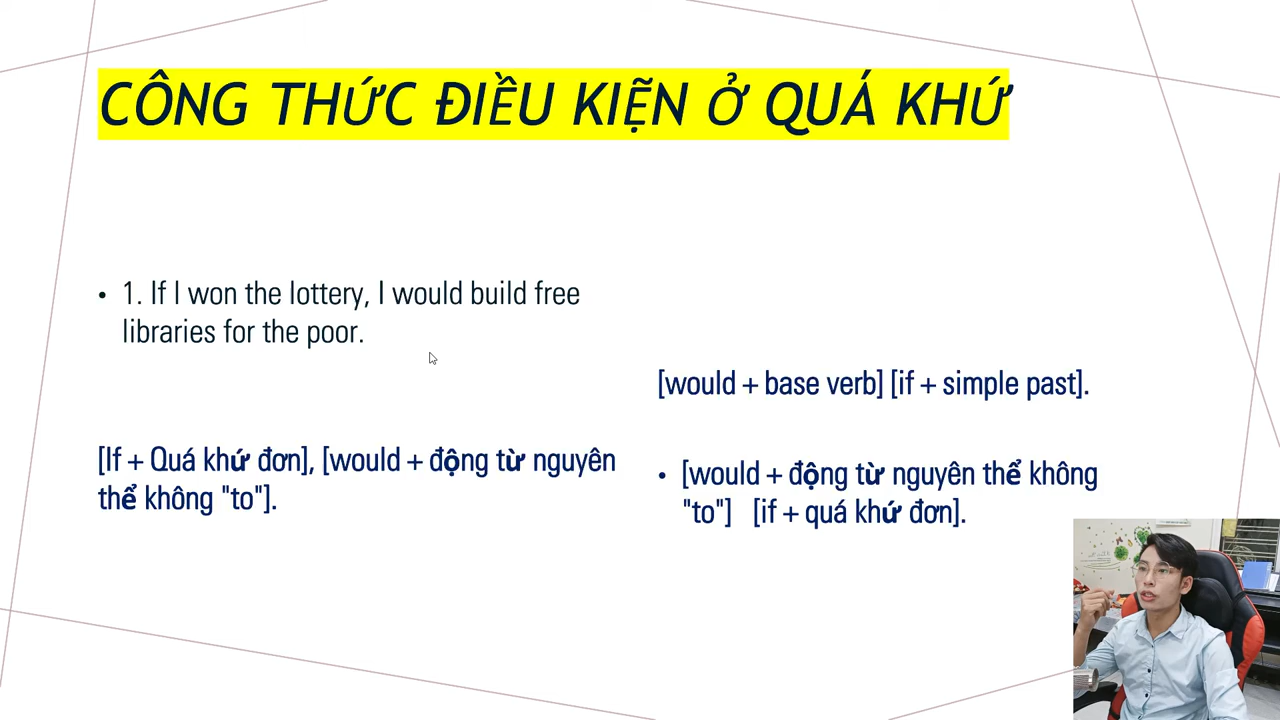 CÔNG THỨC ĐIỀU KIỆN Ở QUÁ KHỨ
• 1. If I won the lottery, I would build free
libraries for the poor.
[If + Quá khứ đơn], [would + động từ nguyên
thể không "to"].
[would + base verb] [if + simple past].
• [would + động từ nguyên thể không
"to"] [if + quá khứ đơn].